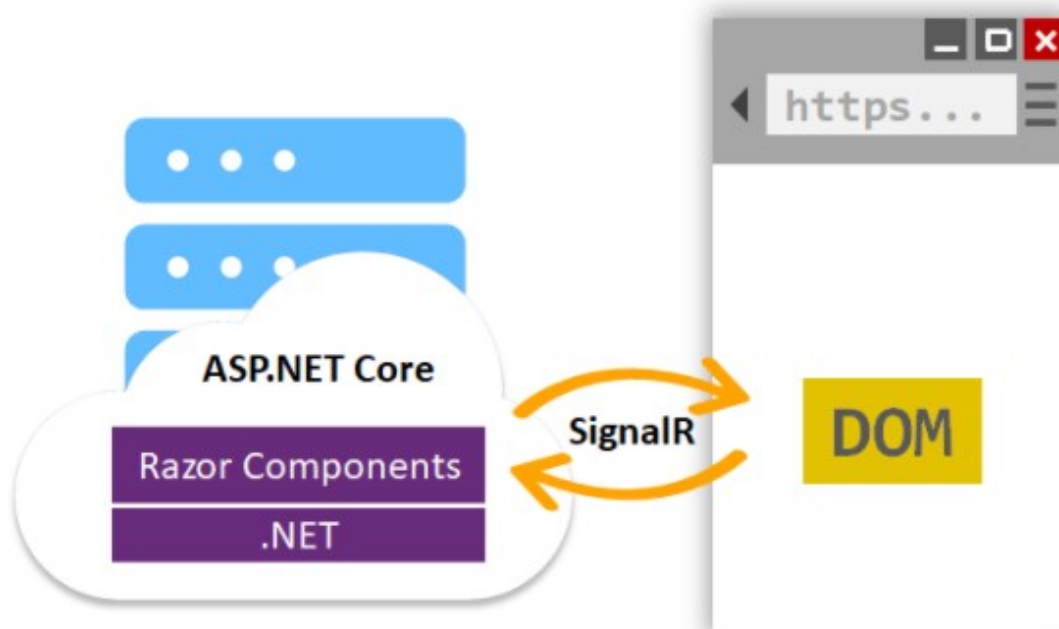 https...
ASP.NET Core
SignalR
DOM
Razor Components
.NET